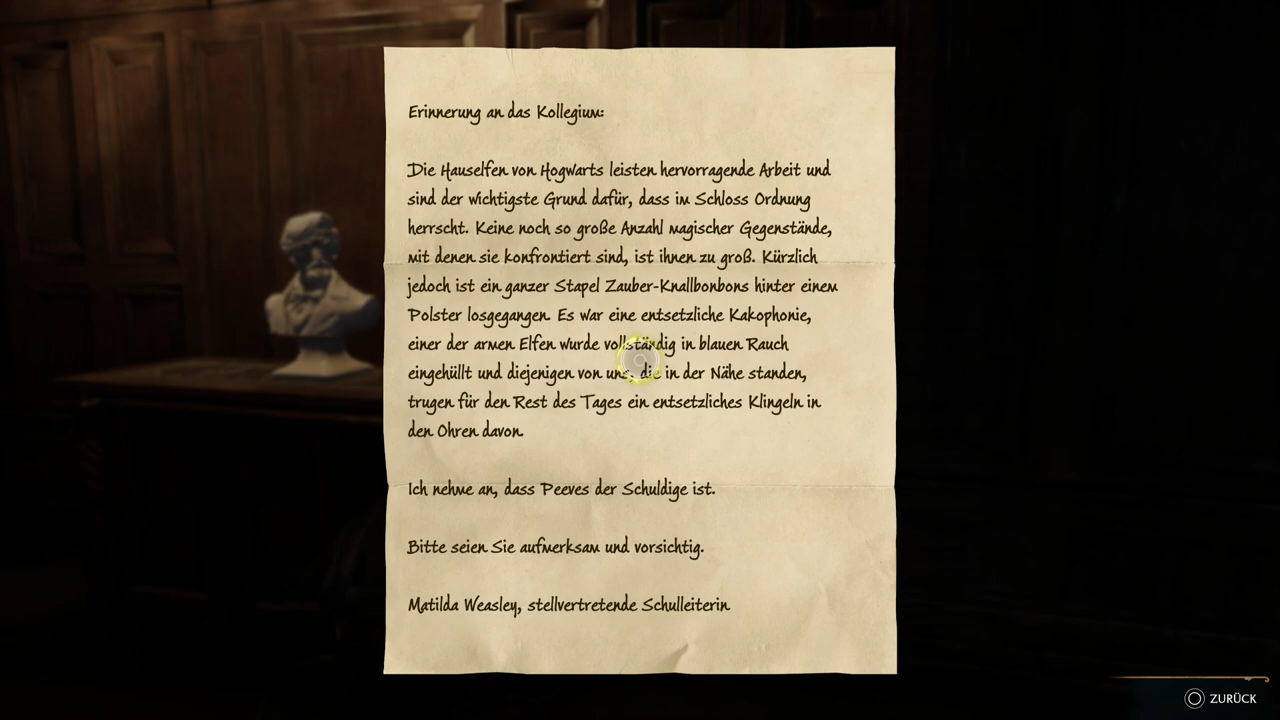 Erinnerung an das Kollegium:
Die Hauselfen von Hogwarts leisten hervorragende Arbeit und
sind der wichtigste Grund dafür, dass im Schloss Ordnung
herrscht. Keine noch so große Anzahl magischer Gegenstände,
mit denen sie konfrontiert sind, ist ihnen zu groß. Kürzlich
jedoch ist ein ganzer Stapel Zauber-Knallbonbons hinter einem
Polster losgegangen. Es war eine entsetzliche Kakophonie,
einer der armen Elfen wurde vollständig in blauen Rauch
eingehüllt und diejenigen von uns, die in der Nähe standen,
trugen für den Rest des Tages ein entsetzliches Klingeln in
den Ohren davon.
Ich nehme an, dass Peeves der Schuldige ist.
Bitte seien Sie aufmerksam und vorsichtig.
Matilda Weasley, stellvertretende Schulleiterin
ZURÜCK